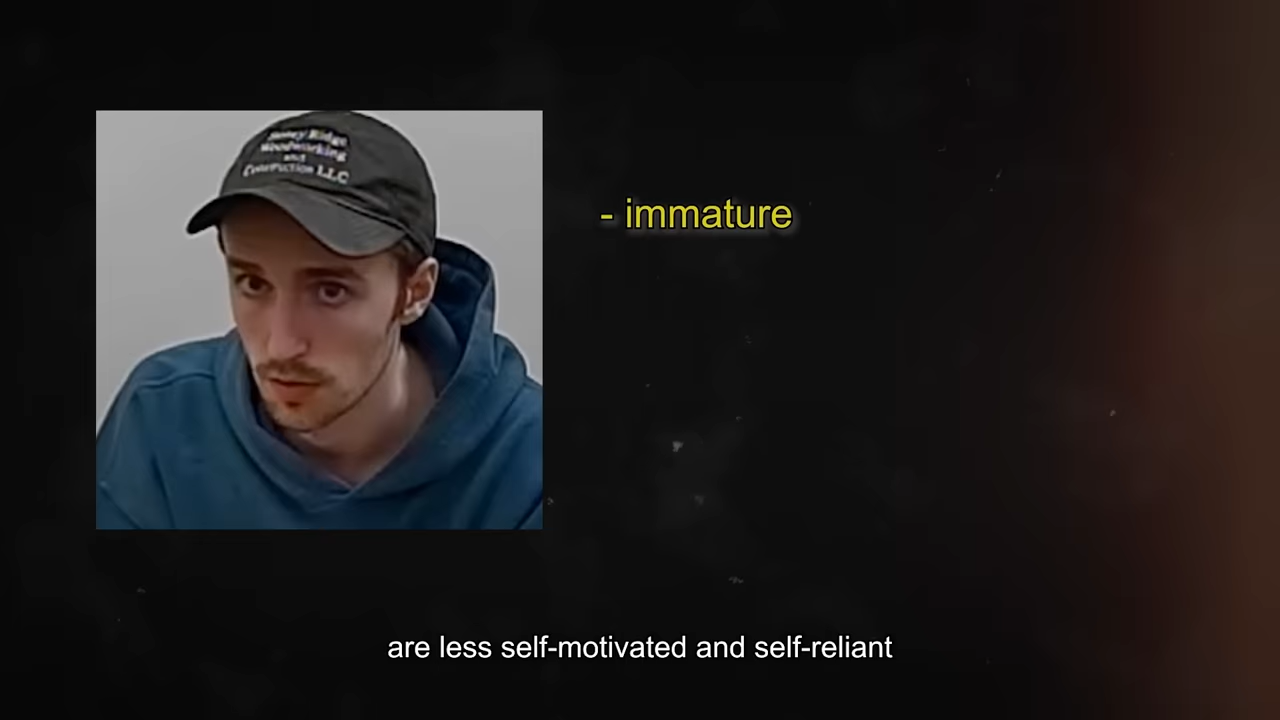 Woodworking
and
Construction LLC
- immature
are less self-motivated and self-reliant